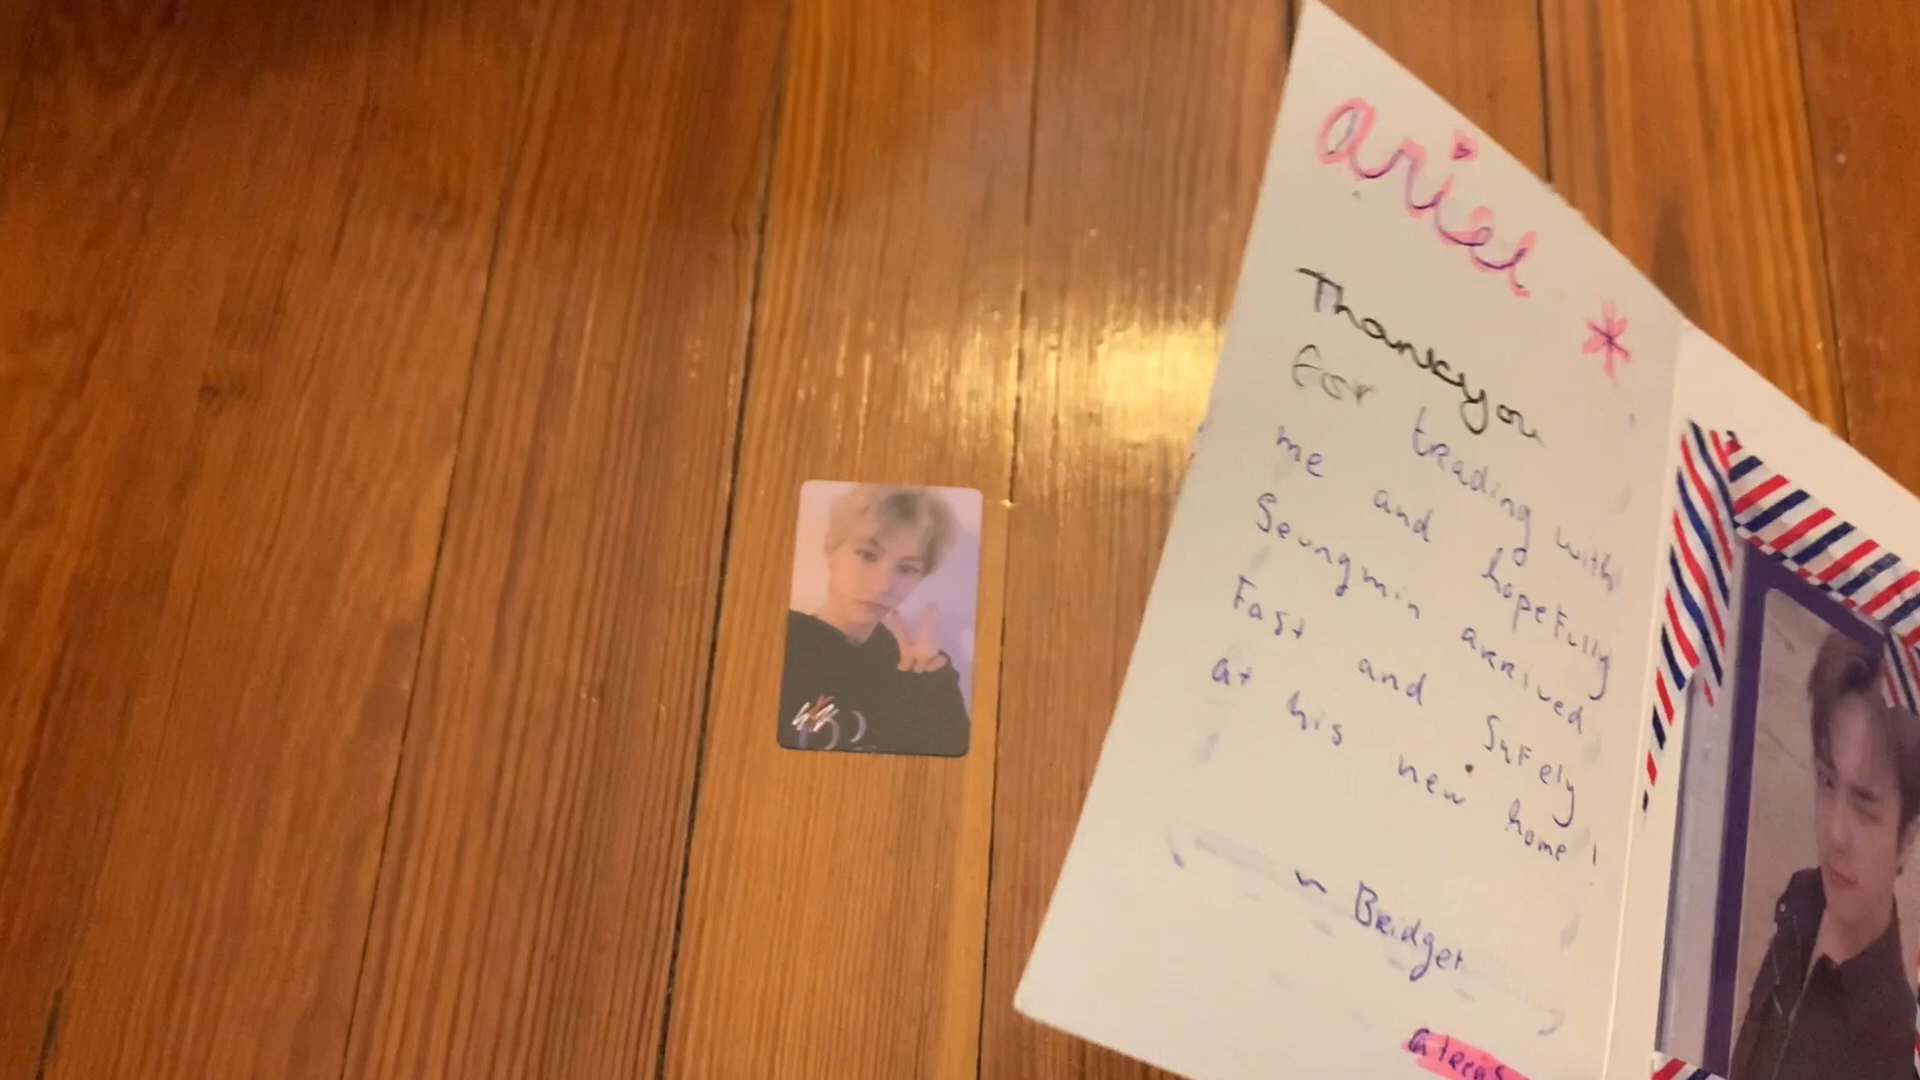 ariel
Thankyou
for trading with
me and hopefully
Seungmin arrived
Fast and Safely
at his new home!
~ Bridget